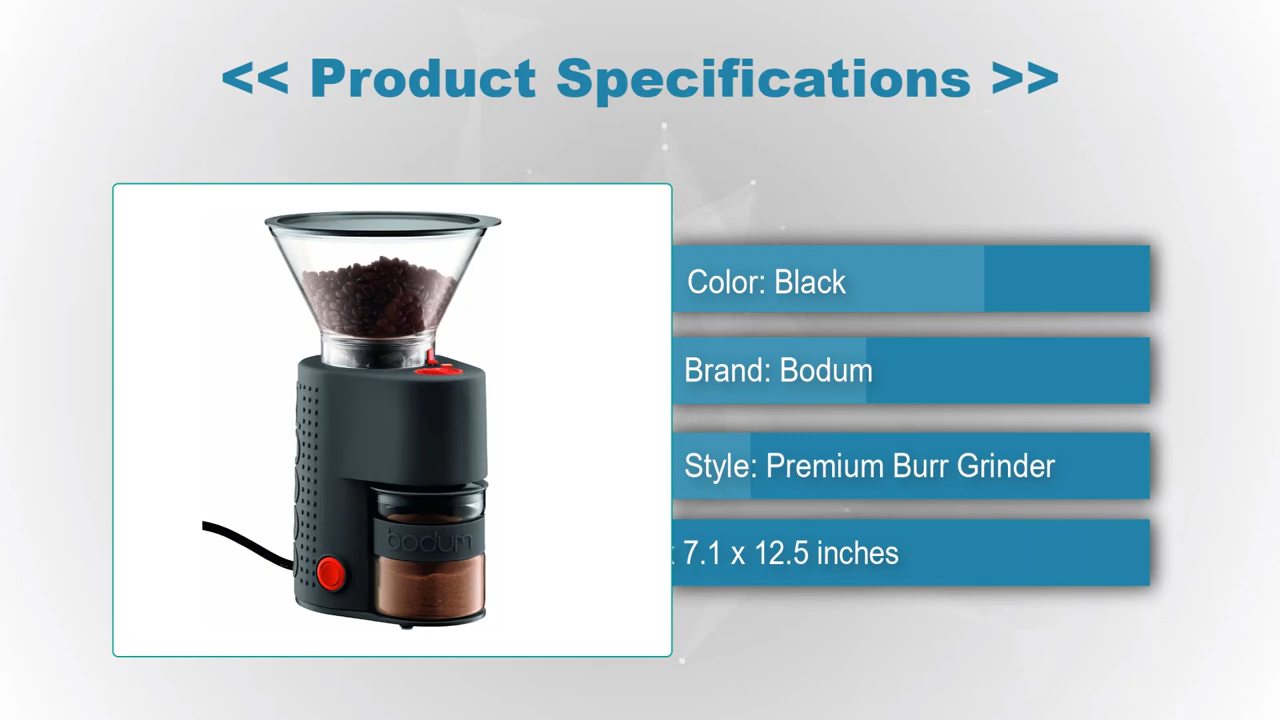 << Product Specifications >>
Color: Black
Brand: Bodum
Style: Premium Burr Grinder
x 7.1 x 12.5 inches
bodum